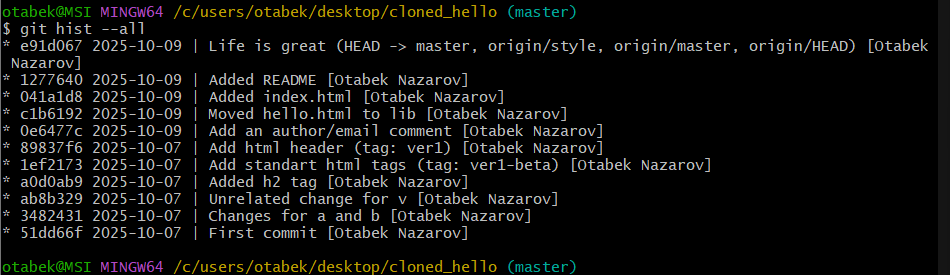 otabek@MSI MINGW64 /c/users/otabek/desktop/cloned_hello (master)
$ git hist --all
* e91d067 2025-10-09 | Life is great (HEAD -> master, origin/style, origin/master, origin/HEAD) [Otabek
 Nazarov]
* 1277640 2025-10-09 | Added README [Otabek Nazarov]
* 041a1d8 2025-10-09 | Added index.html [Otabek Nazarov]
* c1b6192 2025-10-09 | Moved hello.html to lib [Otabek Nazarov]
* 0e6477c 2025-10-09 | Add an author/email comment [Otabek Nazarov]
* 89837f6 2025-10-07 | Add html header (tag: ver1) [Otabek Nazarov]
* 1ef2173 2025-10-07 | Add standart html tags (tag: ver1-beta) [Otabek Nazarov]
* a0d0ab9 2025-10-07 | Added h2 tag [Otabek Nazarov]
* ab8b329 2025-10-07 | Unrelated change for v [Otabek Nazarov]
* 3482431 2025-10-07 | Changes for a and b [Otabek Nazarov]
* 51dd66f 2025-10-07 | First commit [Otabek Nazarov]
otabek@MSI MINGW64 /c/users/otabek/desktop/cloned_hello (master)